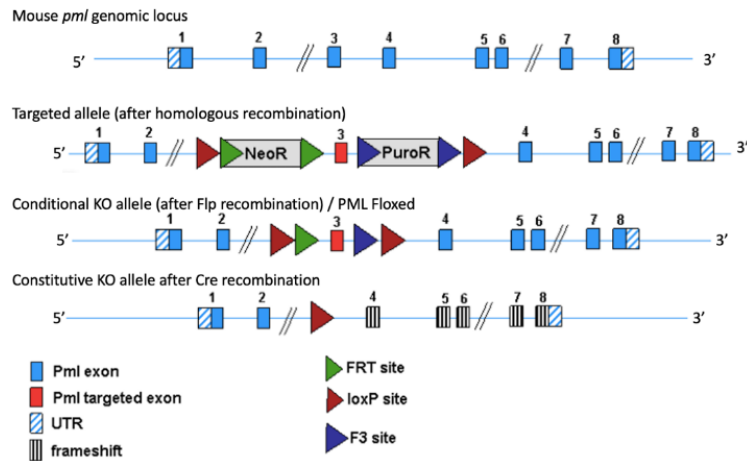 Mouse pml genomic locus
1 2 3 4 5 6 7 8
5’ 3’
Targeted allele (after homologous recombination)
1 2 3 4 5 6 7 8
5’ NeoR PuroR 3’
Conditional KO allele (after Flp recombination) / PML Floxed
1 2 3 4 5 6 7 8
5’ 3’
Constitutive KO allele after Cre recombination
1 2 4 5 6 7 8
5’ 3’
Pml exon
Pml targeted exon
UTR
frameshift
FRT site
loxP site
F3 site